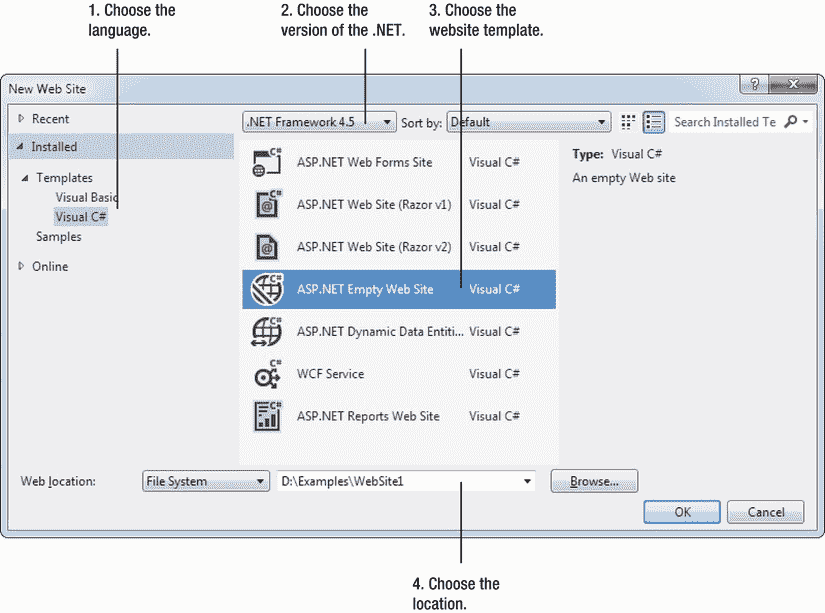 1. Choose the
language.
2. Choose the
version of the .NET.
3. Choose the
website template.
New Web Site
Recent
.NET Framework 4.5
Sort by:
Default
Search Installed Te
Installed
Templates
Visual Basic
Visual C#
Samples
Online
ASP.NET Web Forms Site Visual C#
ASP.NET Web Site (Razor v1) Visual C#
ASP.NET Web Site (Razor v2) Visual C#
ASP.NET Empty Web Site Visual C#
ASP.NET Dynamic Data Entiti... Visual C#
WCF Service Visual C#
ASP.NET Reports Web Site Visual C#
Type: Visual C#
An empty Web site
Web location:
File System
D:\Examples\WebSite1
Browse...
OK
Cancel
4. Choose the
location.